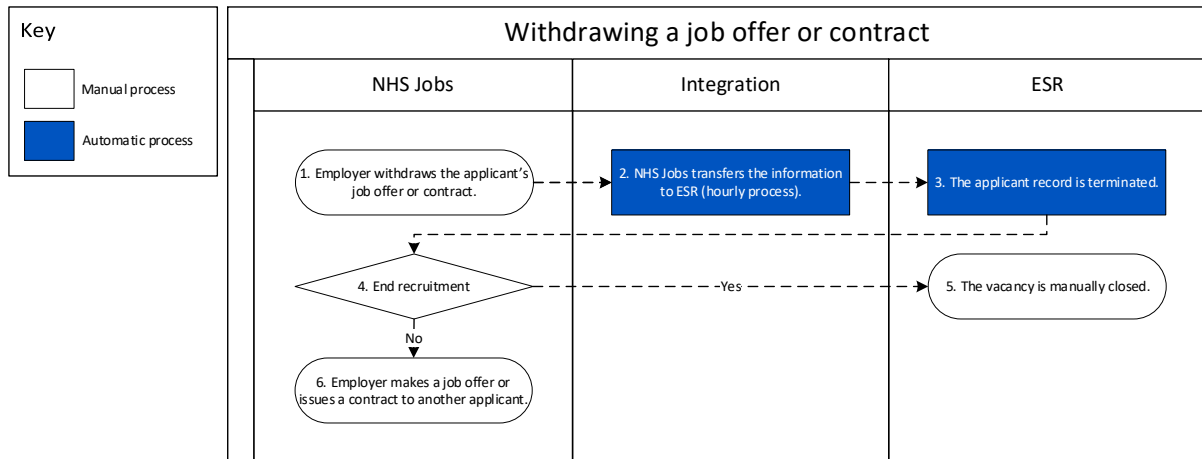 Key
Manual process
Automatic process
Withdrawing a job offer or contract
NHS Jobs
Integration
ESR
1. Employer withdraws the applicant's
job offer or contract.
2. NHS Jobs transfers the information
to ESR (hourly process).
3. The applicant record is terminated.
4. End recruitment
Yes
5. The vacancy is manually closed.
No
6. Employer makes a job offer or
issues a contract to another applicant.